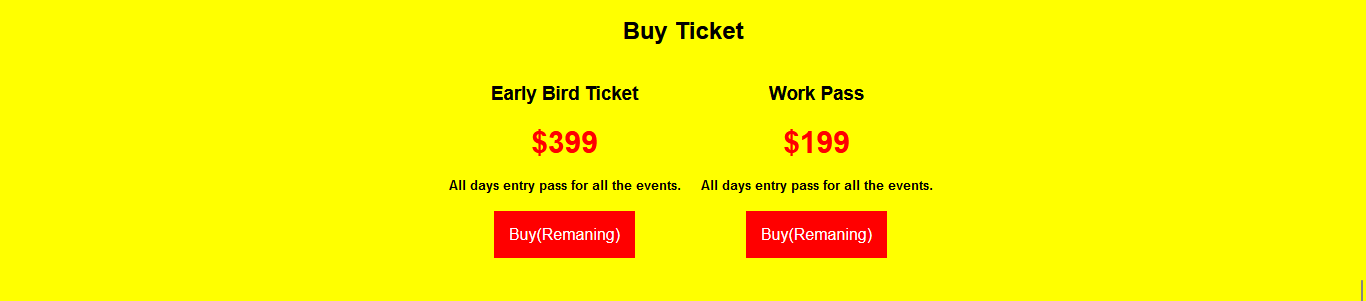 Buy Ticket
Early Bird Ticket
Work Pass
$399
$199
All days entry pass for all the events.
All days entry pass for all the events.
Buy(Remaning)
Buy(Remaning)